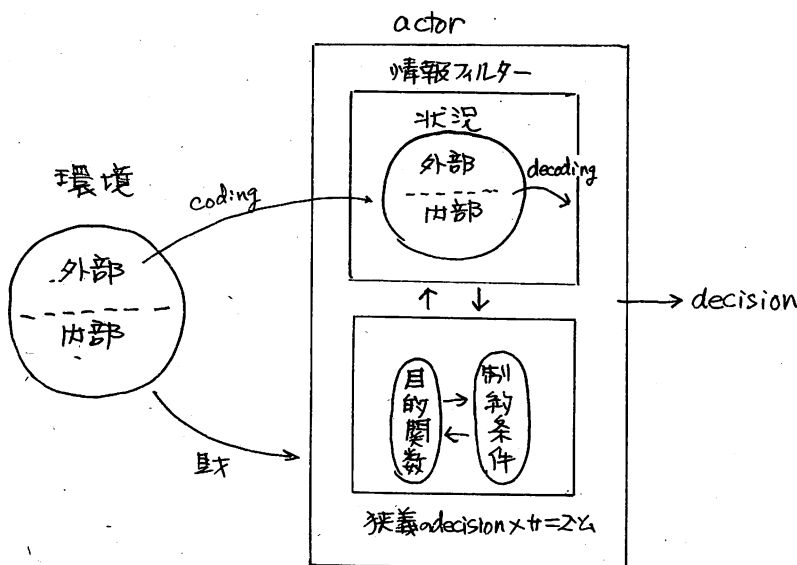 actor
情報フィルター
状況
外部
内部
decoding
環境
coding
外部
内部
decision
目的関数
制約条件
財
狭義のdecisionメカニズム